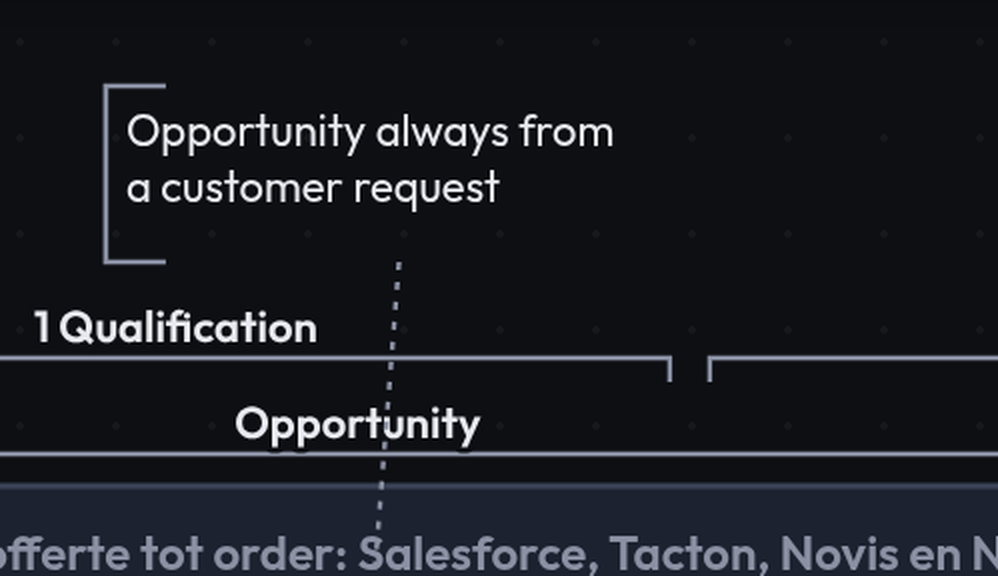 Opportunity always from
a customer request
1 Qualification
Opportunity
offerte tot order: Salesforce, Tacton, Novis en